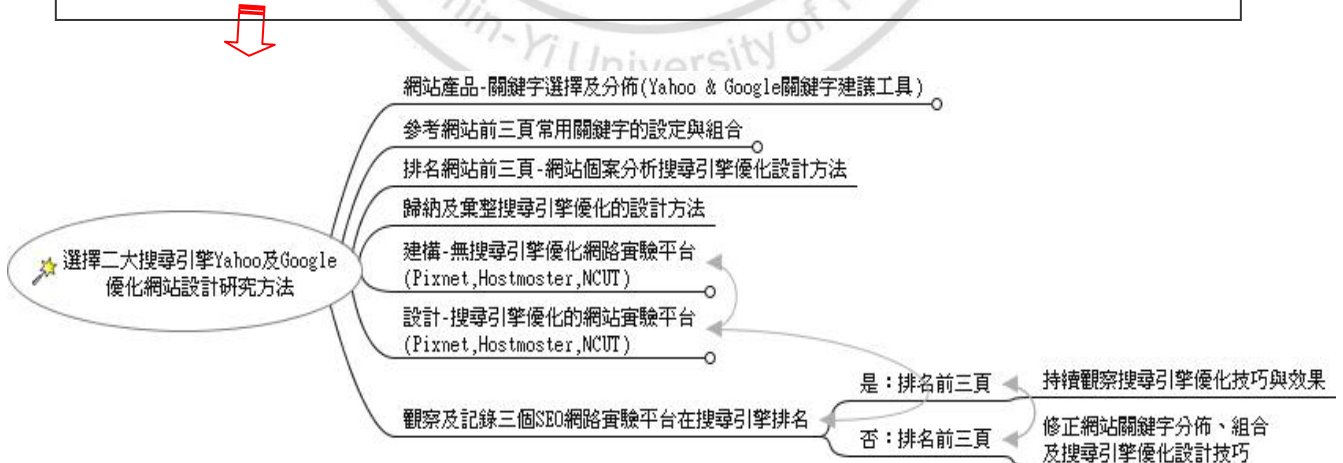 hin-Yi University of T
網站產品-關鍵字選擇及分佈(Yahoo & Google關鍵字建議工具)
參考網站前三頁常用關鍵字的設定與組合
排名網站前三頁-網站個案分析搜尋引擎優化設計方法
歸納及彙整搜尋引擎優化的設計方法
選擇二大搜尋引擎Yahoo及Google
優化網站設計研究方法
建構-無搜尋引擎優化網路實驗平台
(Pixnet,Hostmoster,NCUT)
設計-搜尋引擎優化的網站實驗平台
(Pixnet,Hostmoster,NCUT)
觀察及記錄三個SEO網路實驗平台在搜尋引擎排名
是：排名前三頁
持續觀察搜尋引擎優化技巧與效果
否：排名前三頁
修正網站關鍵字分佈、組合
及搜尋引擎優化設計技巧